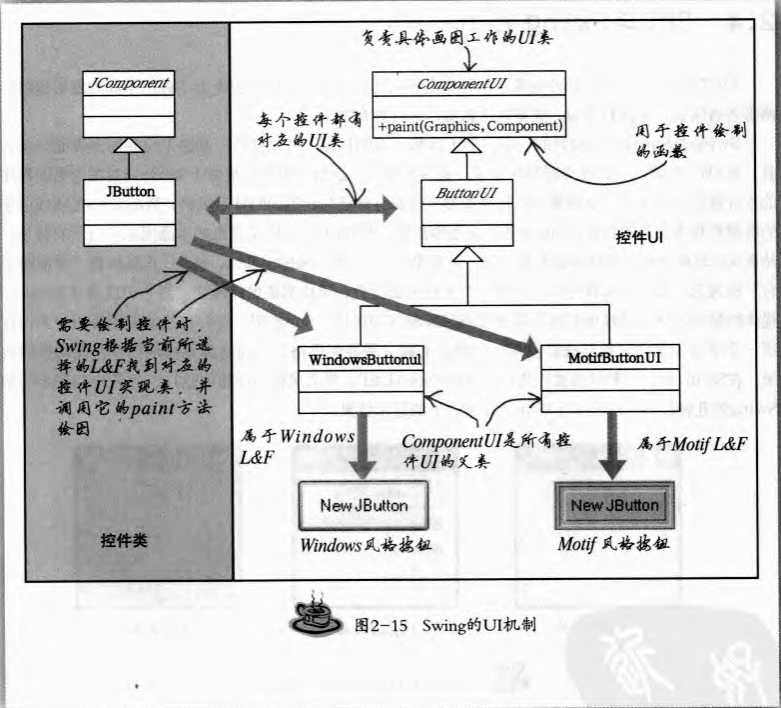 负责具体画图工作的UI类
JComponent
ComponentUI
+paint(Graphics,Component)
每个控件都有
对应的UI类
用于控件绘制
的函数
JButton
ButtonUI
控件UI
需要绘制控件时,
Swing根据当前所选
择的L&F找到对应的
控件UI实现类,并
调用它的paint方法
绘图
WindowsButtonUI
MotifButtonUI
属于Windows
L&F
ComponentUI是所有控
件UI的父类
属于Motif L&F
New JButton
New JButton
控件类
Windows风格按钮
Motif 风格按钮
图2-15 Swing的UI机制